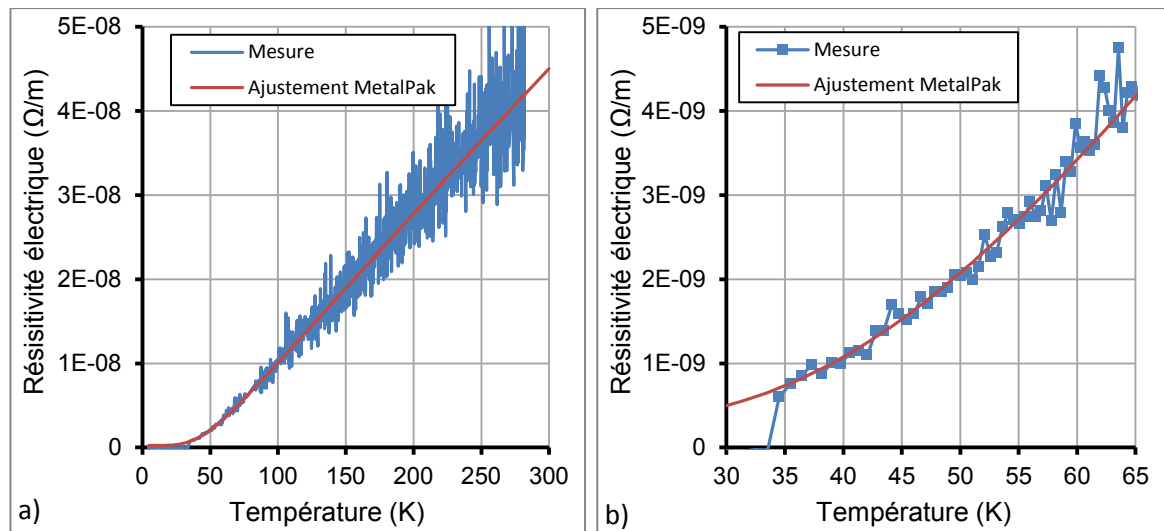 5E-08
4E-08
3E-08
2E-08
1E-08
0
Résisitivité électrique (Ω/m)
Mesure
Ajustement MetalPak
0 50 100 150 200 250 300
Température (K)
a)
5E-09
4E-09
3E-09
2E-09
1E-09
0
Résisitivité électrique (Ω/m)
Mesure
Ajustement MetalPak
30 35 40 45 50 55 60 65
Température (K)
b)